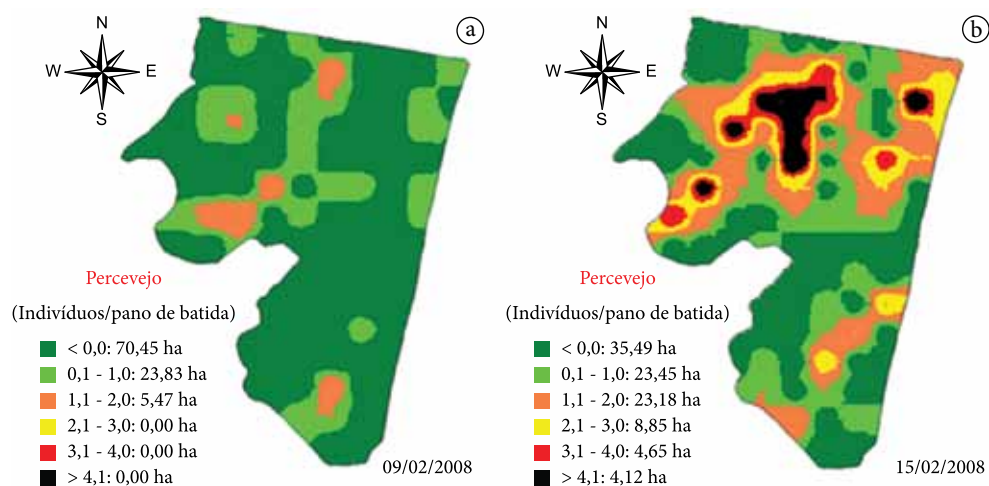 a
N
W E
S
Percevejo
(Indivíduos/pano de batida)
< 0,0: 70,45 ha
0,1 - 1,0: 23,83 ha
1,1 - 2,0: 5,47 ha
2,1 - 3,0: 0,00 ha
3,1 - 4,0: 0,00 ha
> 4,1: 0,00 ha
09/02/2008
b
N
W E
S
Percevejo
(Indivíduos/pano de batida)
< 0,0: 35,49 ha
0,1 - 1,0: 23,45 ha
1,1 - 2,0: 23,18 ha
2,1 - 3,0: 8,85 ha
3,1 - 4,0: 4,65 ha
> 4,1: 4,12 ha
15/02/2008